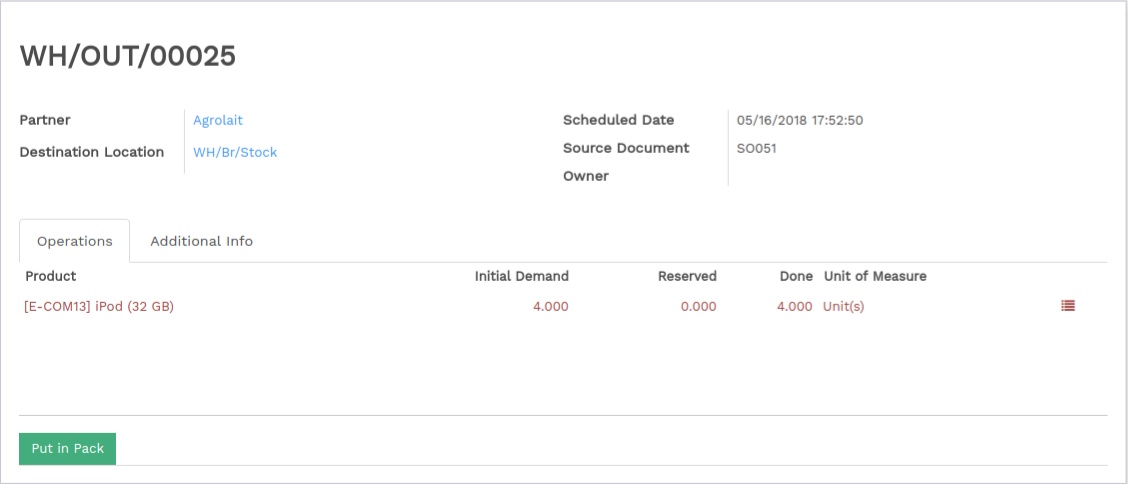 WH/OUT/00025
Partner Agrolait
Destination Location WH/Br/Stock
Scheduled Date 05/16/2018 17:52:50
Source Document SO051
Owner
Operations Additional Info
Product Initial Demand Reserved Done Unit of Measure
[E-COM13] iPod (32 GB) 4.000 0.000 4.000 Unit(s)
Put in Pack